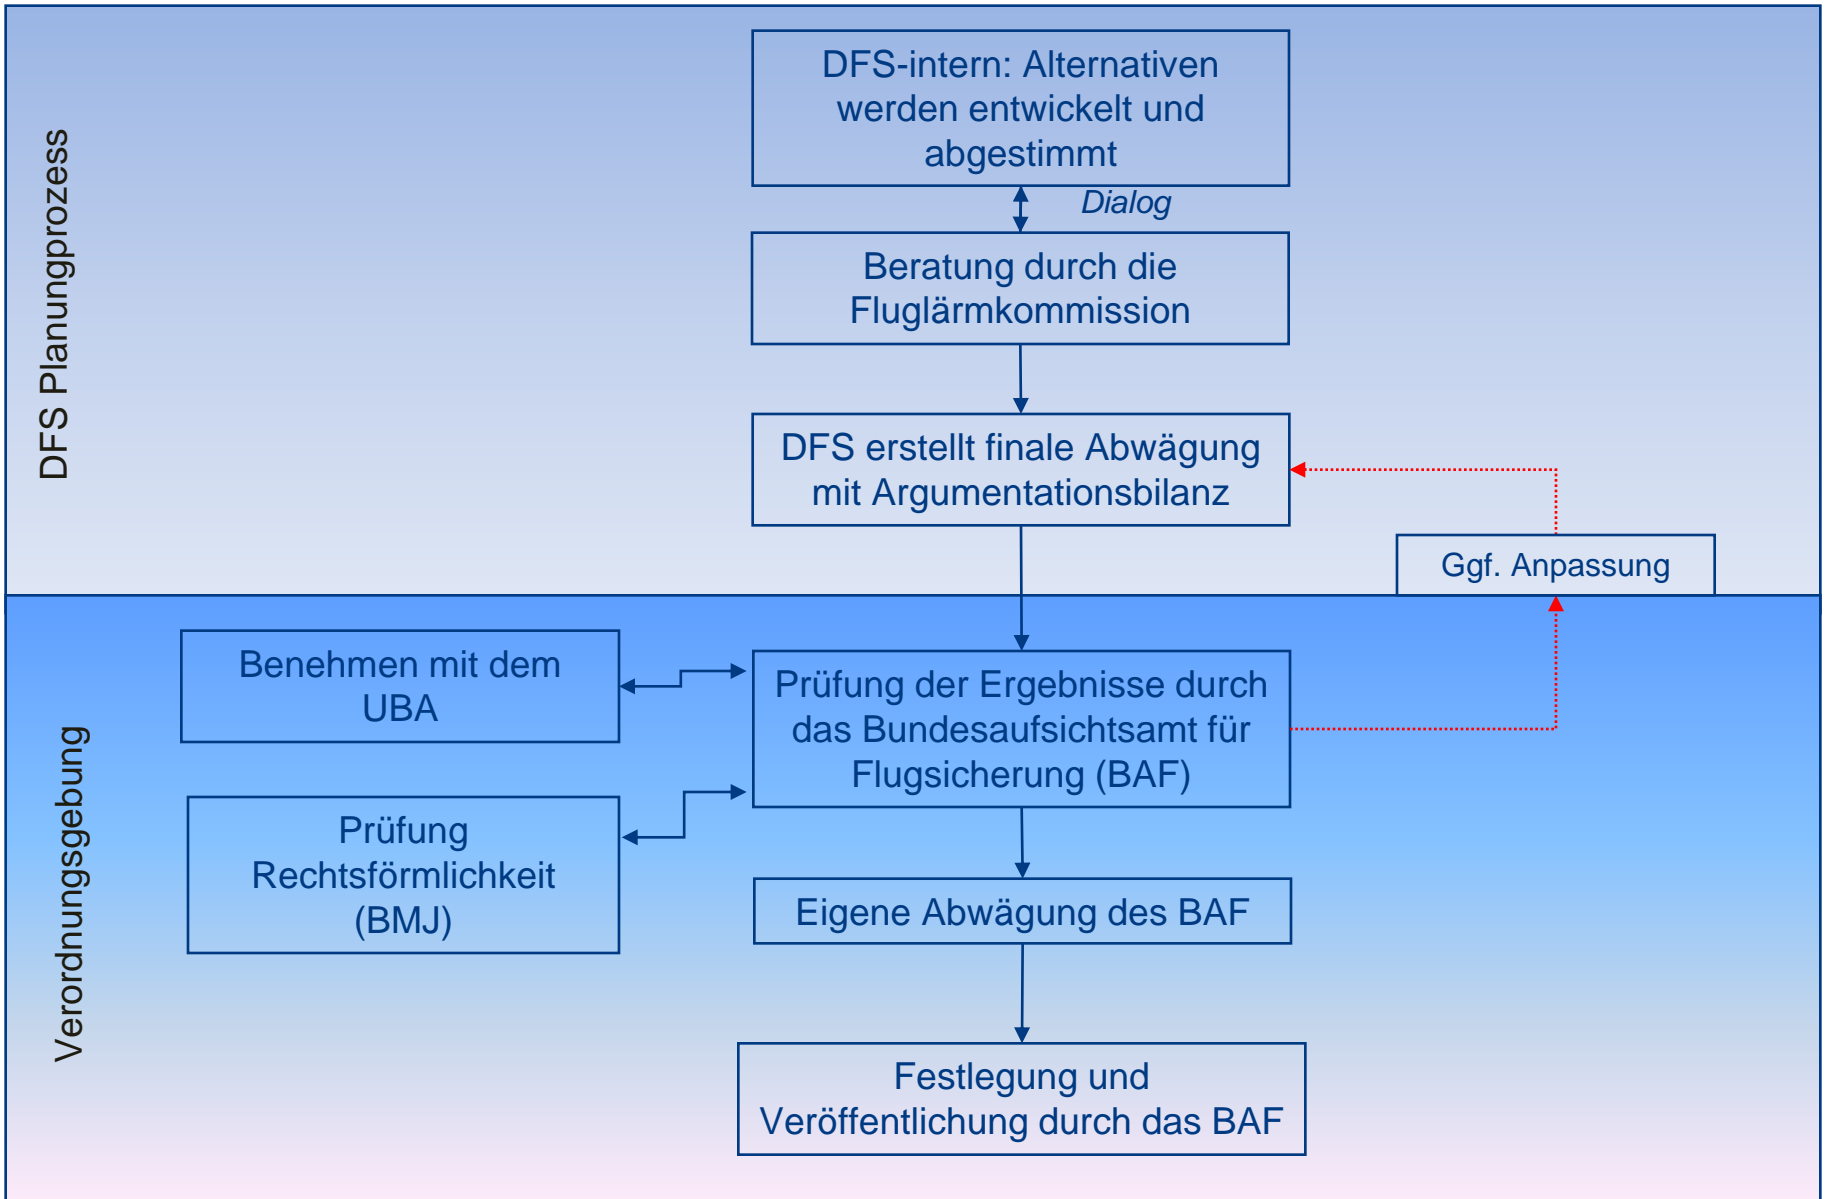 DFS Planungprozess
DFS-intern: Alternativen
werden entwickelt und
abgestimmt
Dialog
Beratung durch die
Fluglärmkommission
DFS erstellt finale Abwägung
mit Argumentationsbilanz
Ggf. Anpassung
Verordnungsgebung
Benehmen mit dem
UBA
Prüfung der Ergebnisse durch
das Bundesaufsichtsamt für
Flugsicherung (BAF)
Prüfung
Rechtsförmlichkeit
(BMJ)
Eigene Abwägung des BAF
Festlegung und
Veröffentlichung durch das BAF